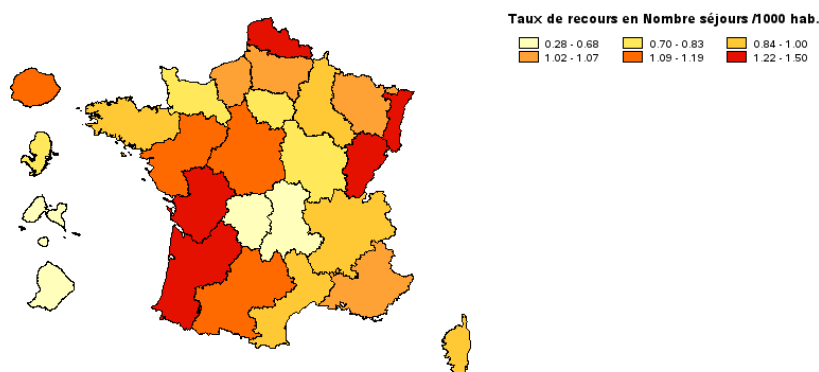 Taux de recours en Nombre séjours /1000 hab.
0.28 - 0.68 0.70 - 0.83 0.84 - 1.00
1.02 - 1.07 1.09 - 1.19 1.22 - 1.50